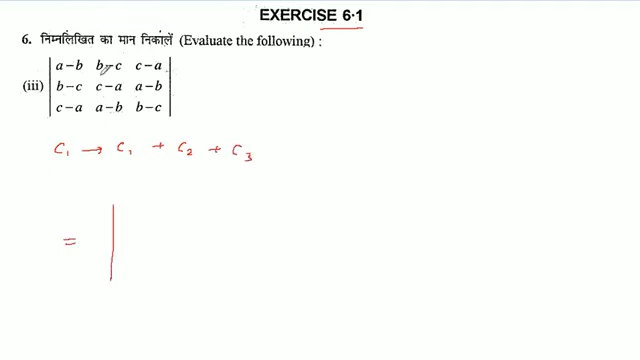 EXERCISE 6·1
6. निम्नलिखित का मान निकालें (Evaluate the following) :
(iii) | a – b b – c c – a |
| b – c c – a a – b |
| c – a a – b b – c |
C₁ → C₁ + C₂ + C₃
= |